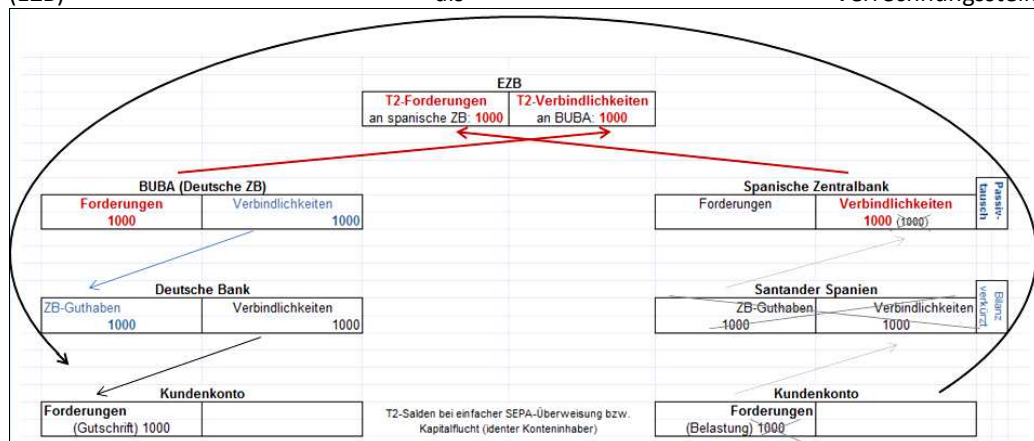 (EZB) als Verrechnungsstelle
EZB
T2-Forderungen T2-Verbindlichkeiten
an spanische ZB: 1000 an BUBA: 1000
BUBA (Deutsche ZB) Spanische Zentralbank
Forderungen Verbindlichkeiten Forderungen Verbindlichkeiten
1000 1000 1000 (1000)
Passiv-
tausch
Deutsche Bank Santander Spanien
ZB-Guthaben Verbindlichkeiten ZB-Guthaben Verbindlichkeiten
1000 1000 1000 1000
Bilanz
verkürzt
Kundenkonto Kundenkonto
Forderungen Forderungen
(Gutschrift) 1000 (Belastung) 1000
T2-Salden bei einfacher SEPA-Überweisung bzw.
Kapitalflucht (identer Konteninhaber)